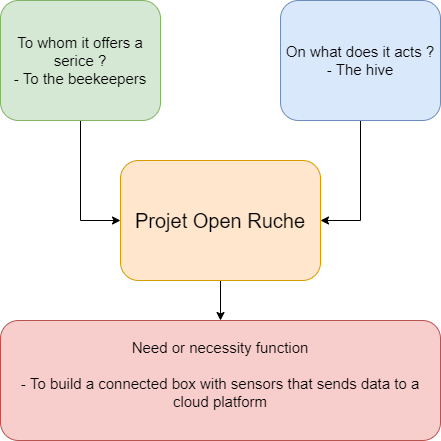 To whom it offers a
serice ?
- To the beekeepers
On what does it acts ?
- The hive
Projet Open Ruche
Need or necessity function
- To build a connected box with sensors that sends data to a
cloud platform